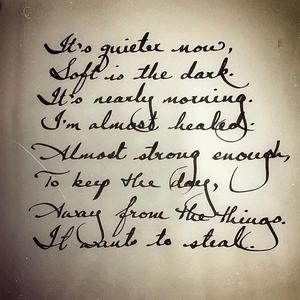 It's quieter now,
Soft is the dark.
It's nearly morning.
I'm almost healed.
Almost strong enough,
To keep the day,
Away from the things.
It wants to steal.